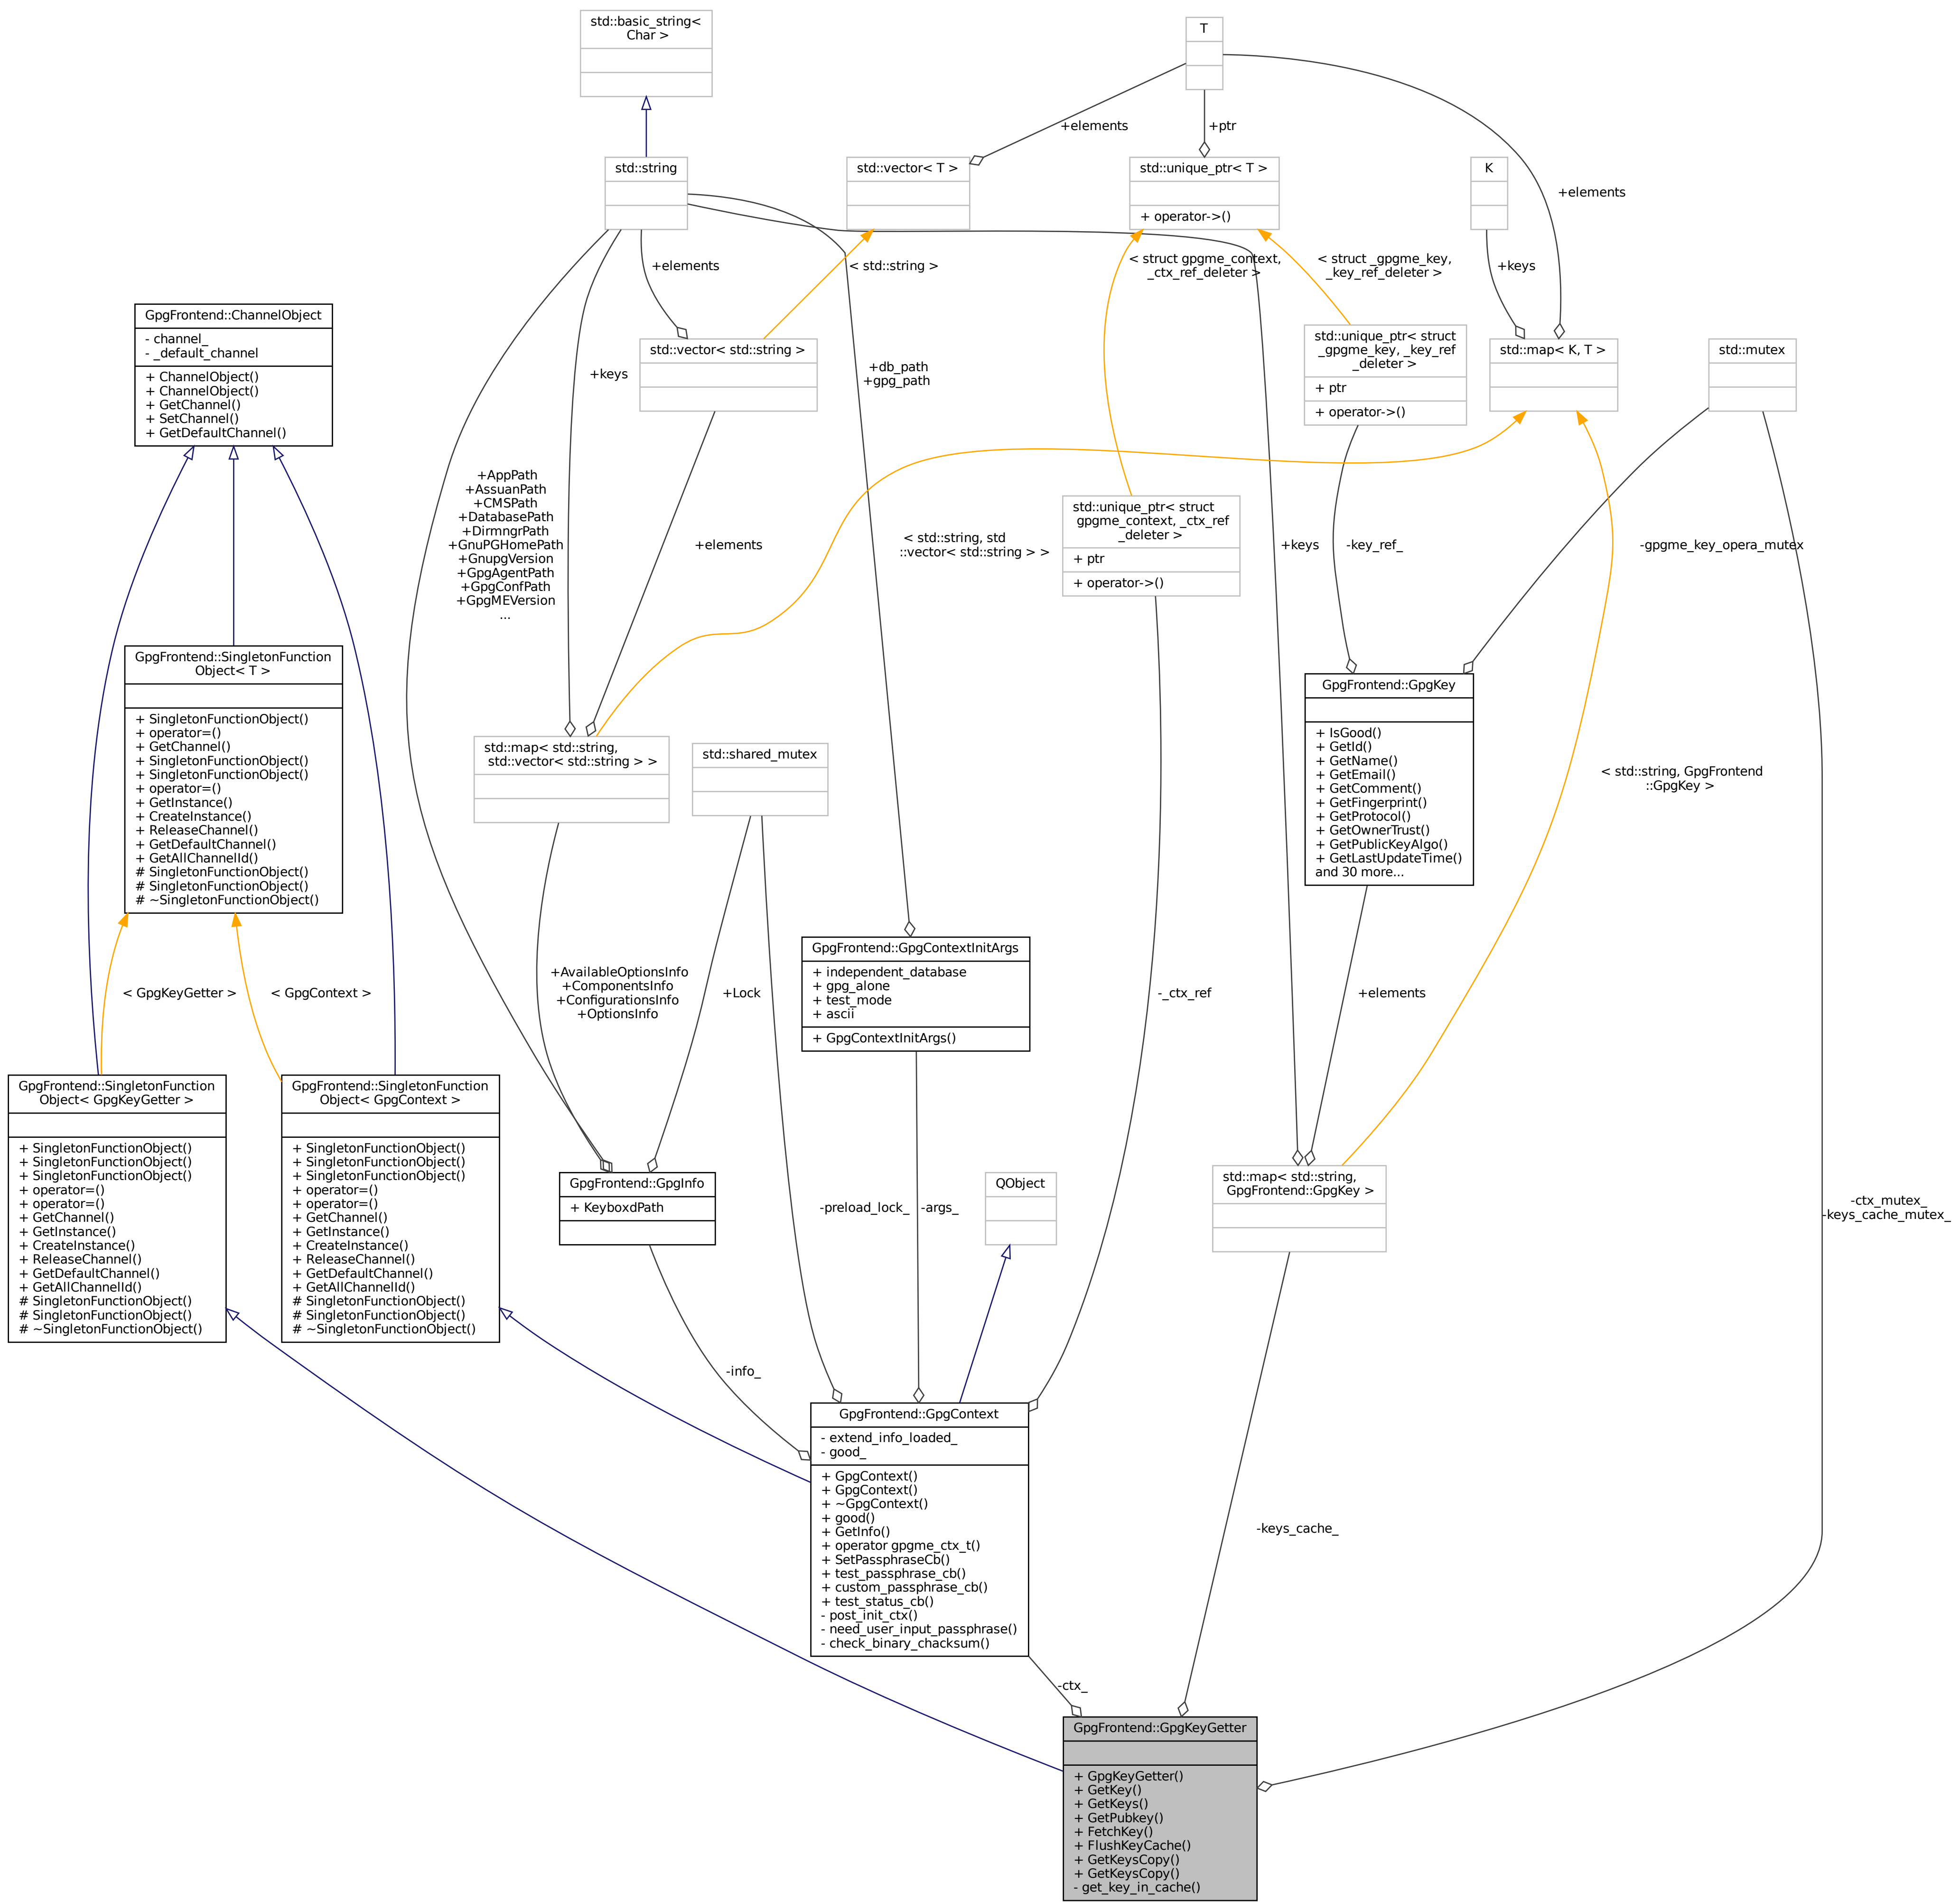 std::basic_string<
Char >
T
+elements
+ptr
std::string
std::vector< T >
std::unique_ptr< T >
+ operator->()
K
+elements
+elements
< std::string >
< struct gpgme_context,
_ctx_ref_deleter >
< struct _gpgme_key,
_key_ref_deleter >
+keys
GpgFrontend::ChannelObject
- channel_
- _default_channel
+ ChannelObject()
+ ChannelObject()
+ GetChannel()
+ SetChannel()
+ GetDefaultChannel()
+keys
std::vector< std::string >
+db_path
+gpg_path
std::unique_ptr< struct
_gpgme_key, _key_ref
_deleter >
+ ptr
+ operator->()
std::map< K, T >
std::mutex
+AppPath
+AssuanPath
+CMSPath
+DatabasePath
+DirmngrPath
+GnuPGHomePath
+GnupgVersion
+GpgAgentPath
+GpgConfPath
+GpgMEVersion
...
+elements
< std::string, std
::vector< std::string > >
std::unique_ptr< struct
gpgme_context, _ctx_ref
_deleter >
+ ptr
+ operator->()
+keys
-key_ref_
-gpgme_key_opera_mutex
GpgFrontend::SingletonFunction
Object< T >
+ SingletonFunctionObject()
+ operator=()
+ GetChannel()
+ SingletonFunctionObject()
+ SingletonFunctionObject()
+ operator=()
+ GetInstance()
+ CreateInstance()
+ ReleaseChannel()
+ GetDefaultChannel()
+ GetAllChannelId()
# SingletonFunctionObject()
# SingletonFunctionObject()
# ~SingletonFunctionObject()
std::map< std::string,
std::vector< std::string > >
std::shared_mutex
GpgFrontend::GpgKey
+ IsGood()
+ GetId()
+ GetName()
+ GetEmail()
+ GetComment()
+ GetFingerprint()
+ GetProtocol()
+ GetOwnerTrust()
+ GetPublicKeyAlgo()
+ GetLastUpdateTime()
and 30 more...
< std::string, GpgFrontend
::GpgKey >
< GpgKeyGetter >
< GpgContext >
+AvailableOptionsInfo
+ComponentsInfo
+ConfigurationsInfo
+OptionsInfo
+Lock
GpgFrontend::GpgContextInitArgs
+ independent_database
+ gpg_alone
+ test_mode
+ ascii
+ GpgContextInitArgs()
-_ctx_ref
+elements
GpgFrontend::SingletonFunction
Object< GpgKeyGetter >
+ SingletonFunctionObject()
+ SingletonFunctionObject()
+ SingletonFunctionObject()
+ operator=()
+ operator=()
+ GetChannel()
+ GetInstance()
+ CreateInstance()
+ ReleaseChannel()
+ GetDefaultChannel()
+ GetAllChannelId()
# SingletonFunctionObject()
# SingletonFunctionObject()
# ~SingletonFunctionObject()
GpgFrontend::SingletonFunction
Object< GpgContext >
+ SingletonFunctionObject()
+ SingletonFunctionObject()
+ SingletonFunctionObject()
+ operator=()
+ operator=()
+ GetChannel()
+ GetInstance()
+ CreateInstance()
+ ReleaseChannel()
+ GetDefaultChannel()
+ GetAllChannelId()
# SingletonFunctionObject()
# SingletonFunctionObject()
# ~SingletonFunctionObject()
GpgFrontend::GpgInfo
+ KeyboxdPath
-preload_lock_
-args_
QObject
std::map< std::string,
GpgFrontend::GpgKey >
-ctx_mutex_
-keys_cache_mutex_
-info_
GpgFrontend::GpgContext
- extend_info_loaded_
- good_
+ GpgContext()
+ GpgContext()
+ ~GpgContext()
+ good()
+ GetInfo()
+ operator gpgme_ctx_t()
+ SetPassphraseCb()
+ test_passphrase_cb()
+ custom_passphrase_cb()
+ test_status_cb()
- post_init_ctx()
- need_user_input_passphrase()
- check_binary_chacksum()
-keys_cache_
-ctx_
GpgFrontend::GpgKeyGetter
+ GpgKeyGetter()
+ GetKey()
+ GetKeys()
+ GetPubkey()
+ FetchKey()
+ FlushKeyCache()
+ GetKeysCopy()
+ GetKeysCopy()
- get_key_in_cache()